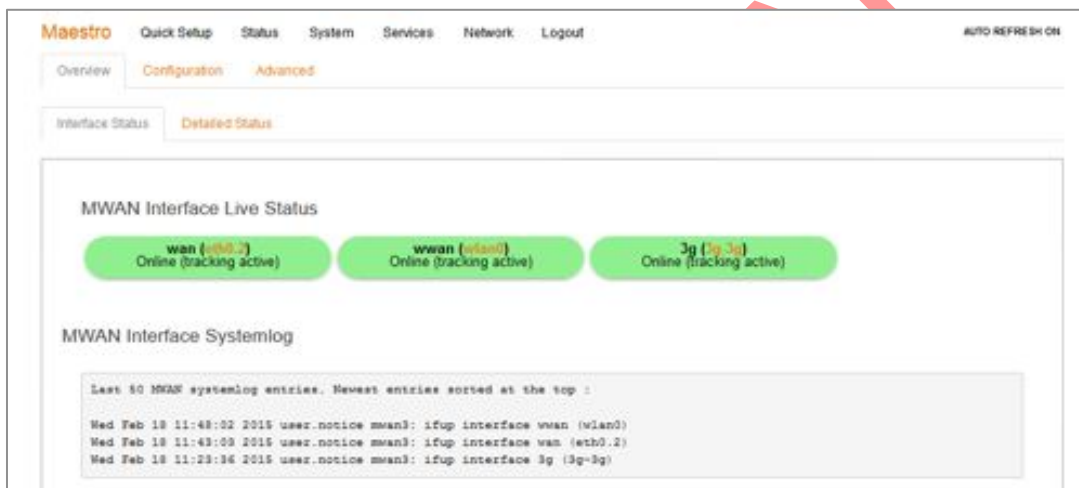 Maestro Quick Setup Status System Services Network Logout AUTO REFRESH ON
Overview Configuration Advanced
Interface Status Detailed Status
MWAN Interface Live Status
wan (eth0.2) wwan (wlan0) 3g (3g-3g)
Online (tracking active) Online (tracking active) Online (tracking active)
MWAN Interface Systemlog
Last 50 MWAN systemlog entries. Newest entries sorted at the top :
Wed Feb 18 11:48:02 2015 user.notice mwan3: ifup interface wwan (wlan0)
Wed Feb 18 11:43:03 2015 user.notice mwan3: ifup interface wan (eth0.2)
Wed Feb 18 11:23:36 2015 user.notice mwan3: ifup interface 3g (3g-3g)